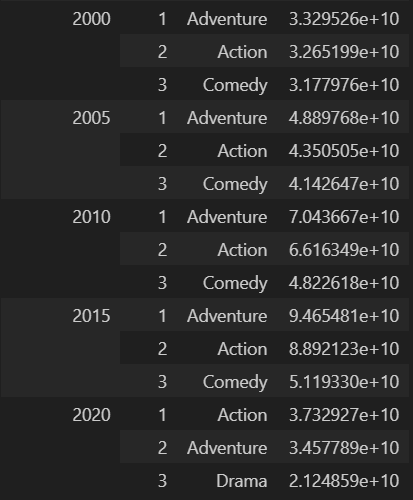 2000 1 Adventure 3.329526e+10
2 Action 3.265199e+10
3 Comedy 3.177976e+10
2005 1 Adventure 4.889768e+10
2 Action 4.350505e+10
3 Comedy 4.142647e+10
2010 1 Adventure 7.043667e+10
2 Action 6.616349e+10
3 Comedy 4.822618e+10
2015 1 Adventure 9.465481e+10
2 Action 8.892123e+10
3 Comedy 5.119330e+10
2020 1 Action 3.732927e+10
2 Adventure 3.457789e+10
3 Drama 2.124859e+10